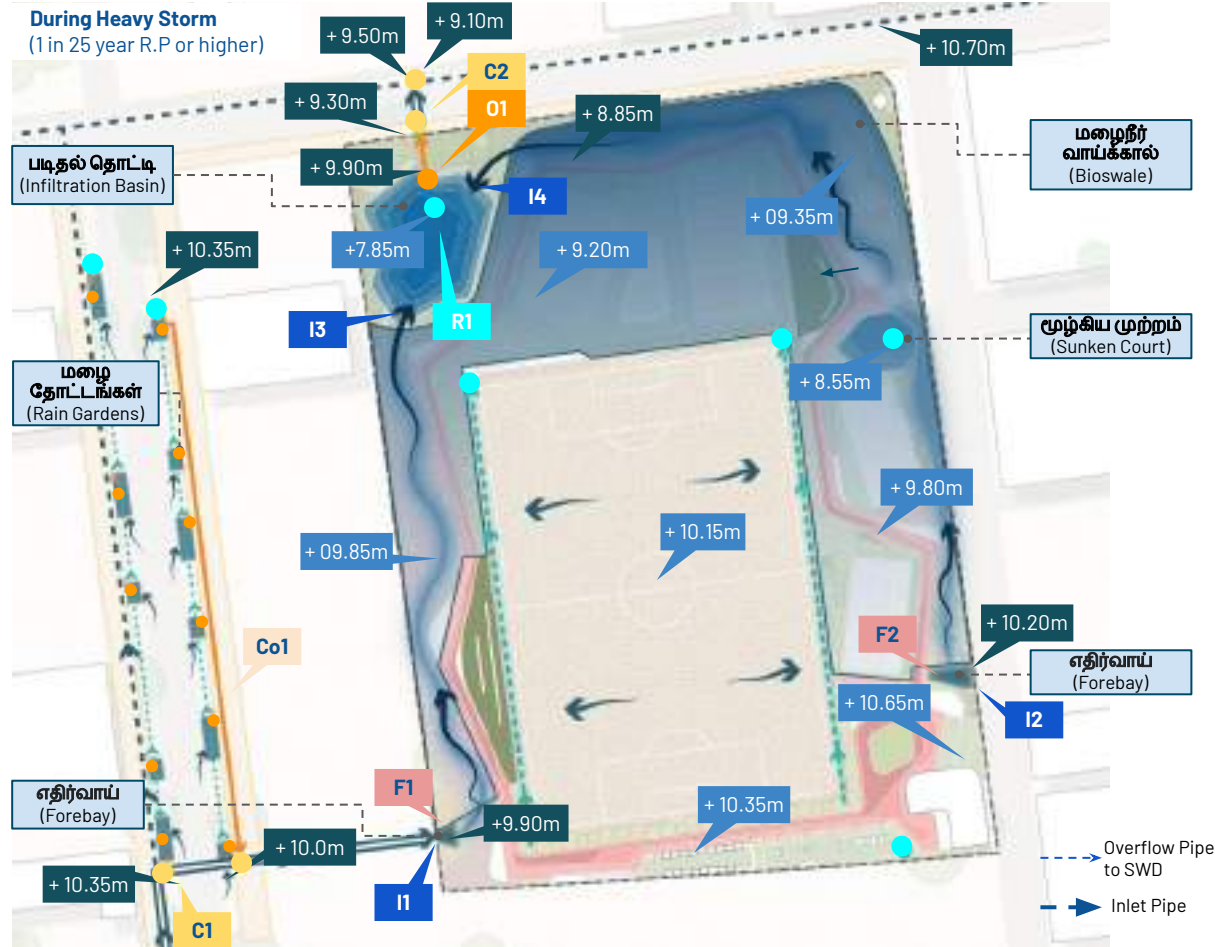 During Heavy Storm
(1 in 25 year R.P or higher)
+ 9.50m
+ 9.10m
+ 10.70m
C2
+ 9.30m
O1
+ 8.85m
படிதல் தொட்டி
(Infiltration Basin)
+ 9.90m
I4
மழைநீர்
வாய்க்கால்
(Bioswale)
+ 09.35m
+ 10.35m
+7.85m
+ 9.20m
I3
R1
மூழ்கிய முற்றம்
(Sunken Court)
மழை
தோட்டங்கள்
(Rain Gardens)
+ 8.55m
+ 9.80m
+ 09.85m
+ 10.15m
Co1
F2
+ 10.20m
எதிர்வாய்
(Forebay)
+ 10.65m
I2
எதிர்வாய்
(Forebay)
F1
+ 10.35m
+9.90m
+ 10.0m
+ 10.35m
I1
C1
Overflow Pipe
to SWD
Inlet Pipe